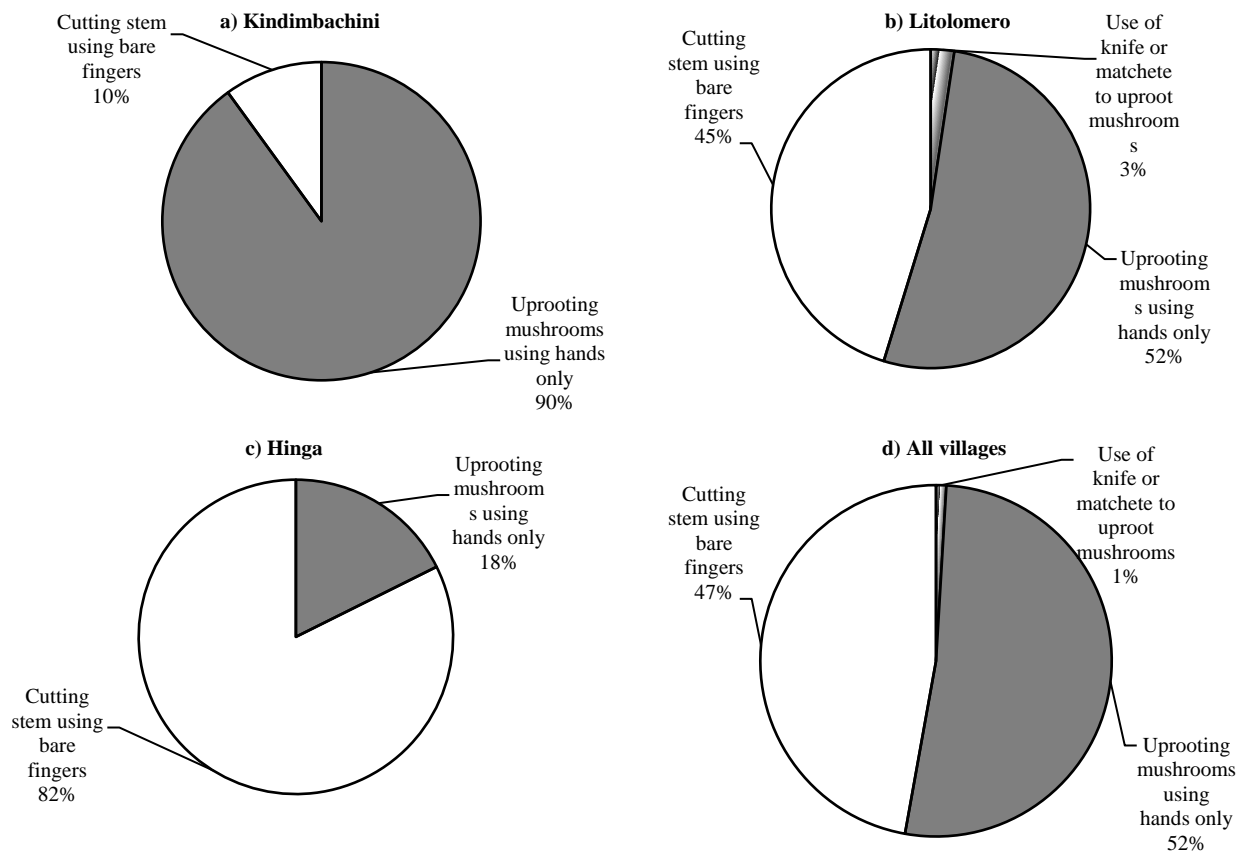 a) Kindimbachini
Cutting stem
using bare
fingers
10%
Uprooting
mushrooms
using hands
only
90%
b) Litolomero
Cutting
stem using
bare
fingers
45%
Use of
knife or
matchete
to uproot
mushroom
s
3%
Uprooting
mushroom
s using
hands only
52%
c) Hinga
Uprooting
mushroom
s using
hands only
18%
Cutting
stem using
bare
fingers
82%
d) All villages
Cutting
stem using
bare
fingers
47%
Use of
knife or
matchete to
uproot
mushrooms
1%
Uprooting
mushrooms
using
hands only
52%